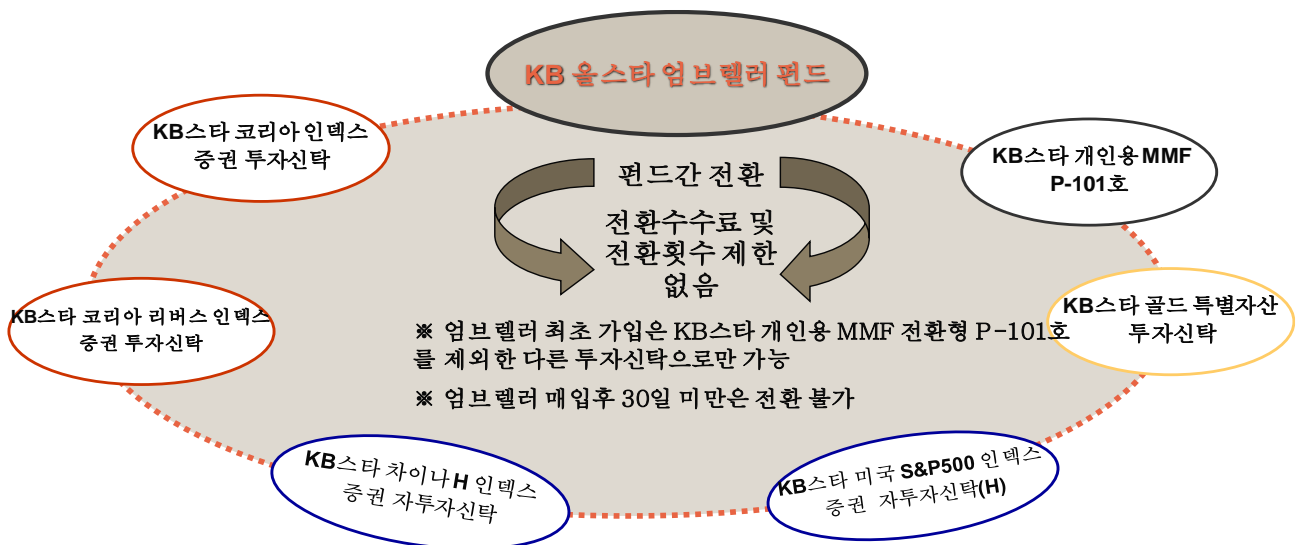 KB 올스타 엄브렐러 펀드
KB스타 코리아 인덱스
증권 투자신탁
KB스타 개인용 MMF
P-101호
펀드간 전환
전환수수료 및
전환횟수 제한
없음
KB스타 코리아 리버스 인덱스
증권 투자신탁
KB스타 골드 특별자산
투자신탁
※ 엄브렐러 최초 가입은 KB스타 개인용 MMF 전환형 P-101호
를 제외한 다른 투자신탁으로만 가능
※ 엄브렐러 매입후 30일 미만은 전환 불가
KB스타 차이나 H 인덱스
증권 자투자신탁
KB스타 미국 S&P500 인덱스
증권 자투자신탁(H)